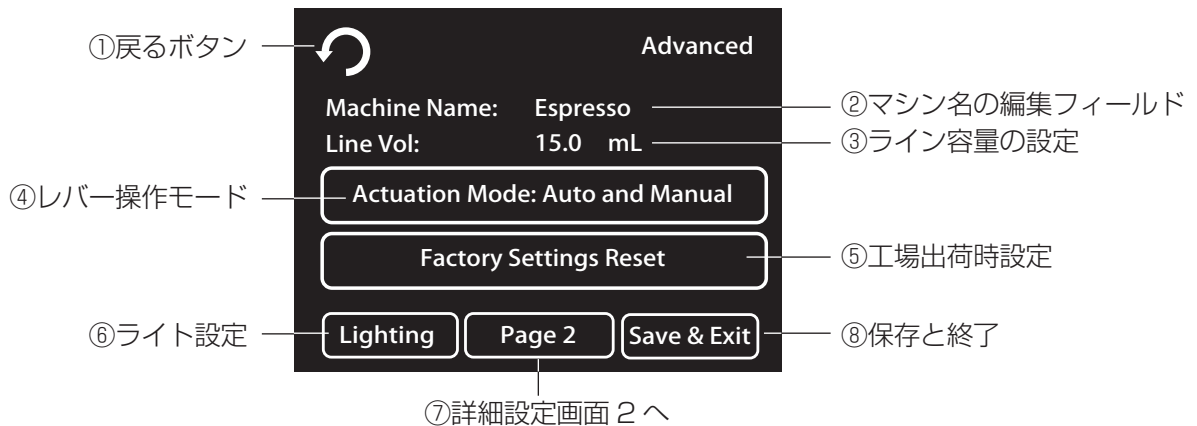 ①戻るボタン
Advanced
Machine Name: Espresso
②マシン名の編集フィールド
Line Vol: 15.0 mL
③ライン容量の設定
④レバー操作モード
Actuation Mode: Auto and Manual
Factory Settings Reset
⑤工場出荷時設定
⑥ライト設定
Lighting
Page 2
Save & Exit
⑧保存と終了
⑦詳細設定画面 2 へ